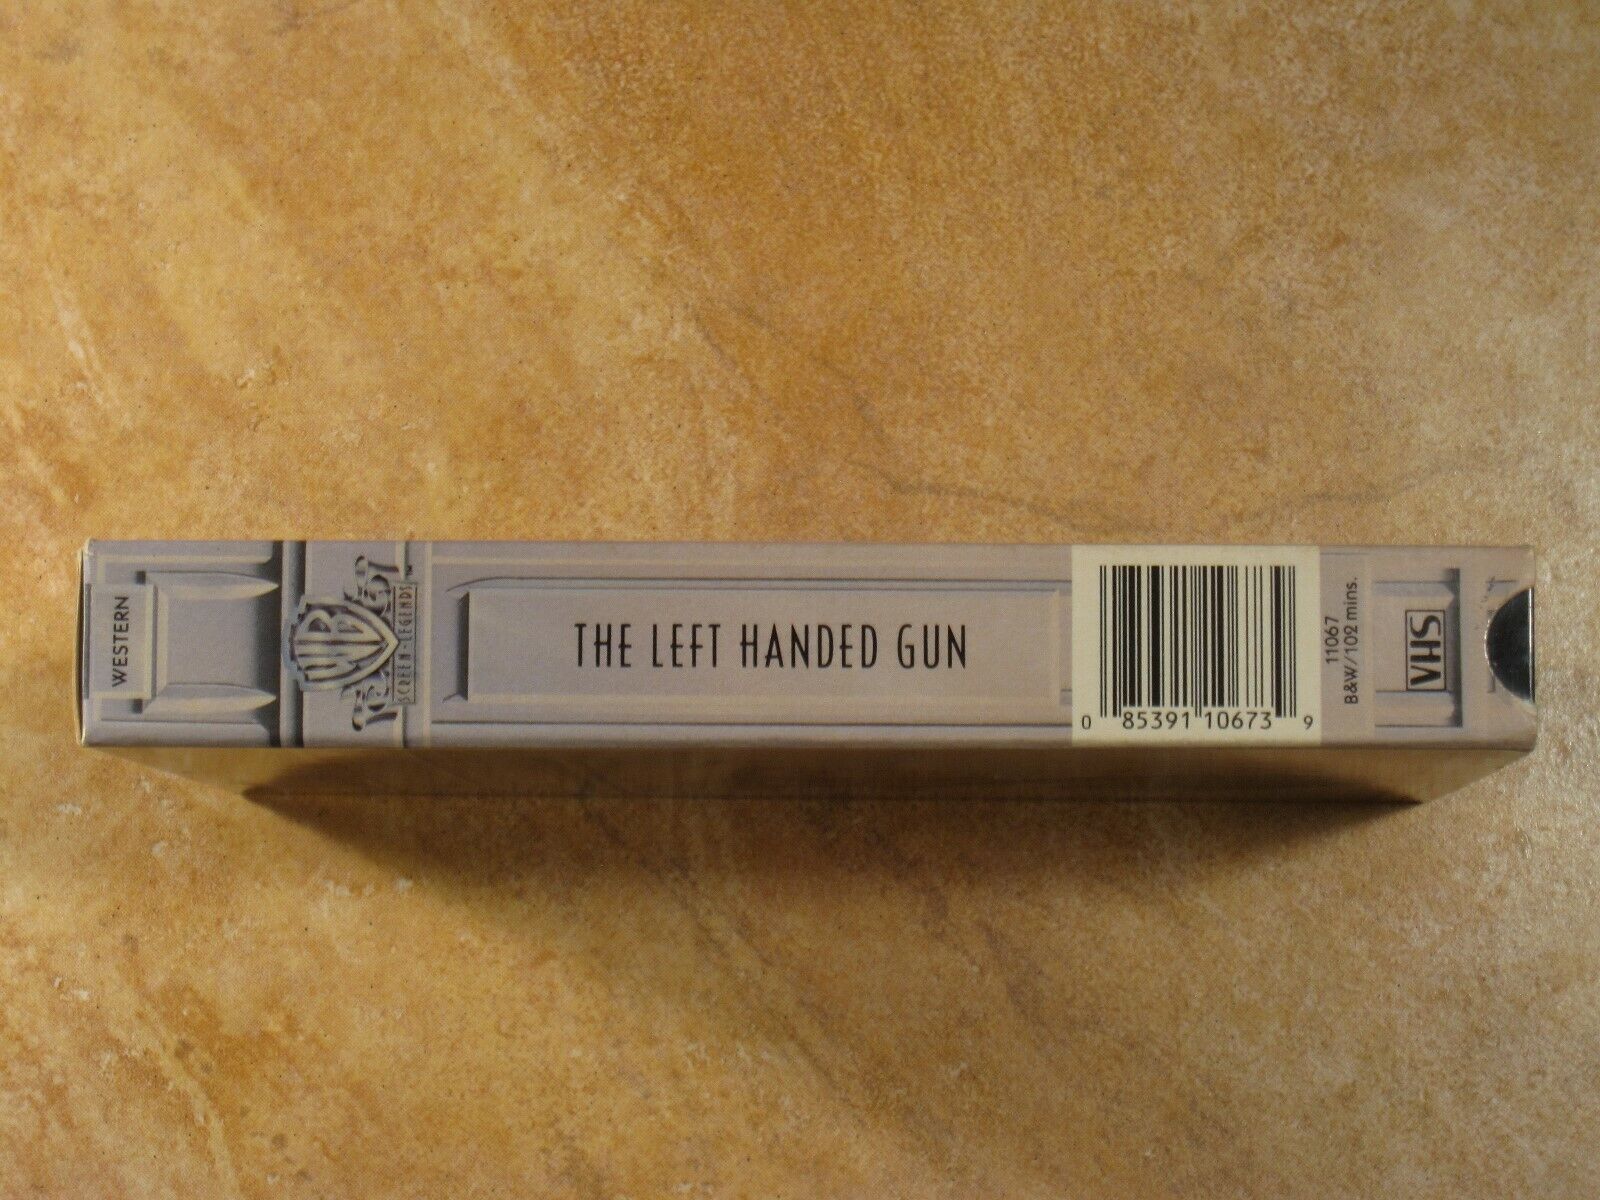 WESTERN
WB
SCREEN·LEGENDS
THE LEFT HANDED GUN
0 85391 10673 9
11067
B&W/102 mins.
VHS